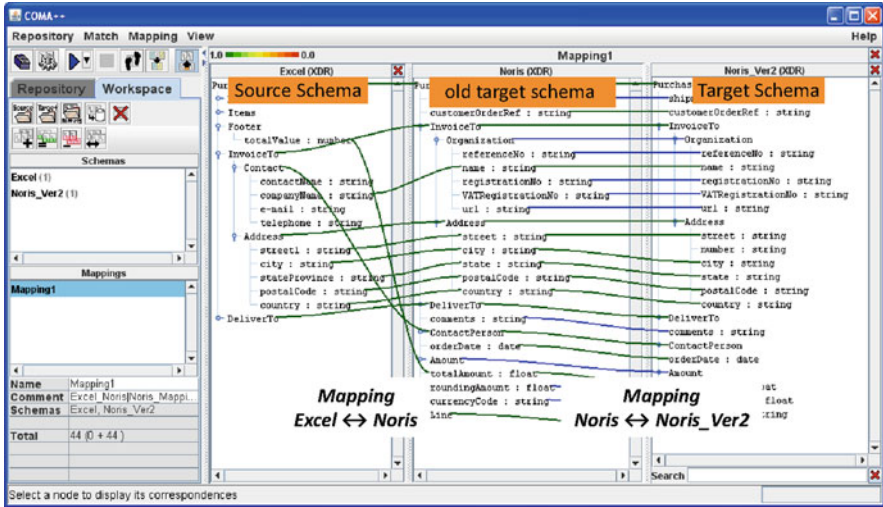 COMA++
Repository Match Mapping View Help
1.0 0.0 Mapping1
Excel (XDR) Noris (XDR) Noris_Ver2 (XDR)
Source Schema old target schema Target Schema
Repository Workspace
Schemas
Excel (1)
Noris_Ver2 (1)
Mappings
Mapping1
Name Mapping1
Comment Excel_Noris|Noris_Mappi...
Schemas Excel, Noris_Ver2
Total 44 (0 + 44 )
Items
Footer
totalValue : number
InvoiceTo
Contact
contactName : string
companyName : string
e-mail : string
telephone : string
Address
street1 : string
city : string
stateProvince : string
postalCode : string
country : string
DeliverTo
customerOrderRef : string
InvoiceTo
Organization
referenceNo : string
name : string
registrationNo : string
VATRegistrationNo : string
url : string
Address
street : string
city : string
state : string
postalCode : string
country : string
DeliverTo
comments : string
ContactPerson
orderDate : date
Amount
totalAmount : float
roundingAmount : float
currencyCode : string
Line
Purchas
ship
customerOrderRef : string
InvoiceTo
Organization
referenceNo : string
name : string
registrationNo : string
VATRegistrationNo : string
url : string
Address
street : string
number : string
city : string
state : string
postalCode : string
country : string
DeliverTo
comments : string
ContactPerson
orderDate : date
Amount
float
Mapping
Excel ↔ Noris
Mapping
Noris ↔ Noris_Ver2
Search
Select a node to display its correspondences